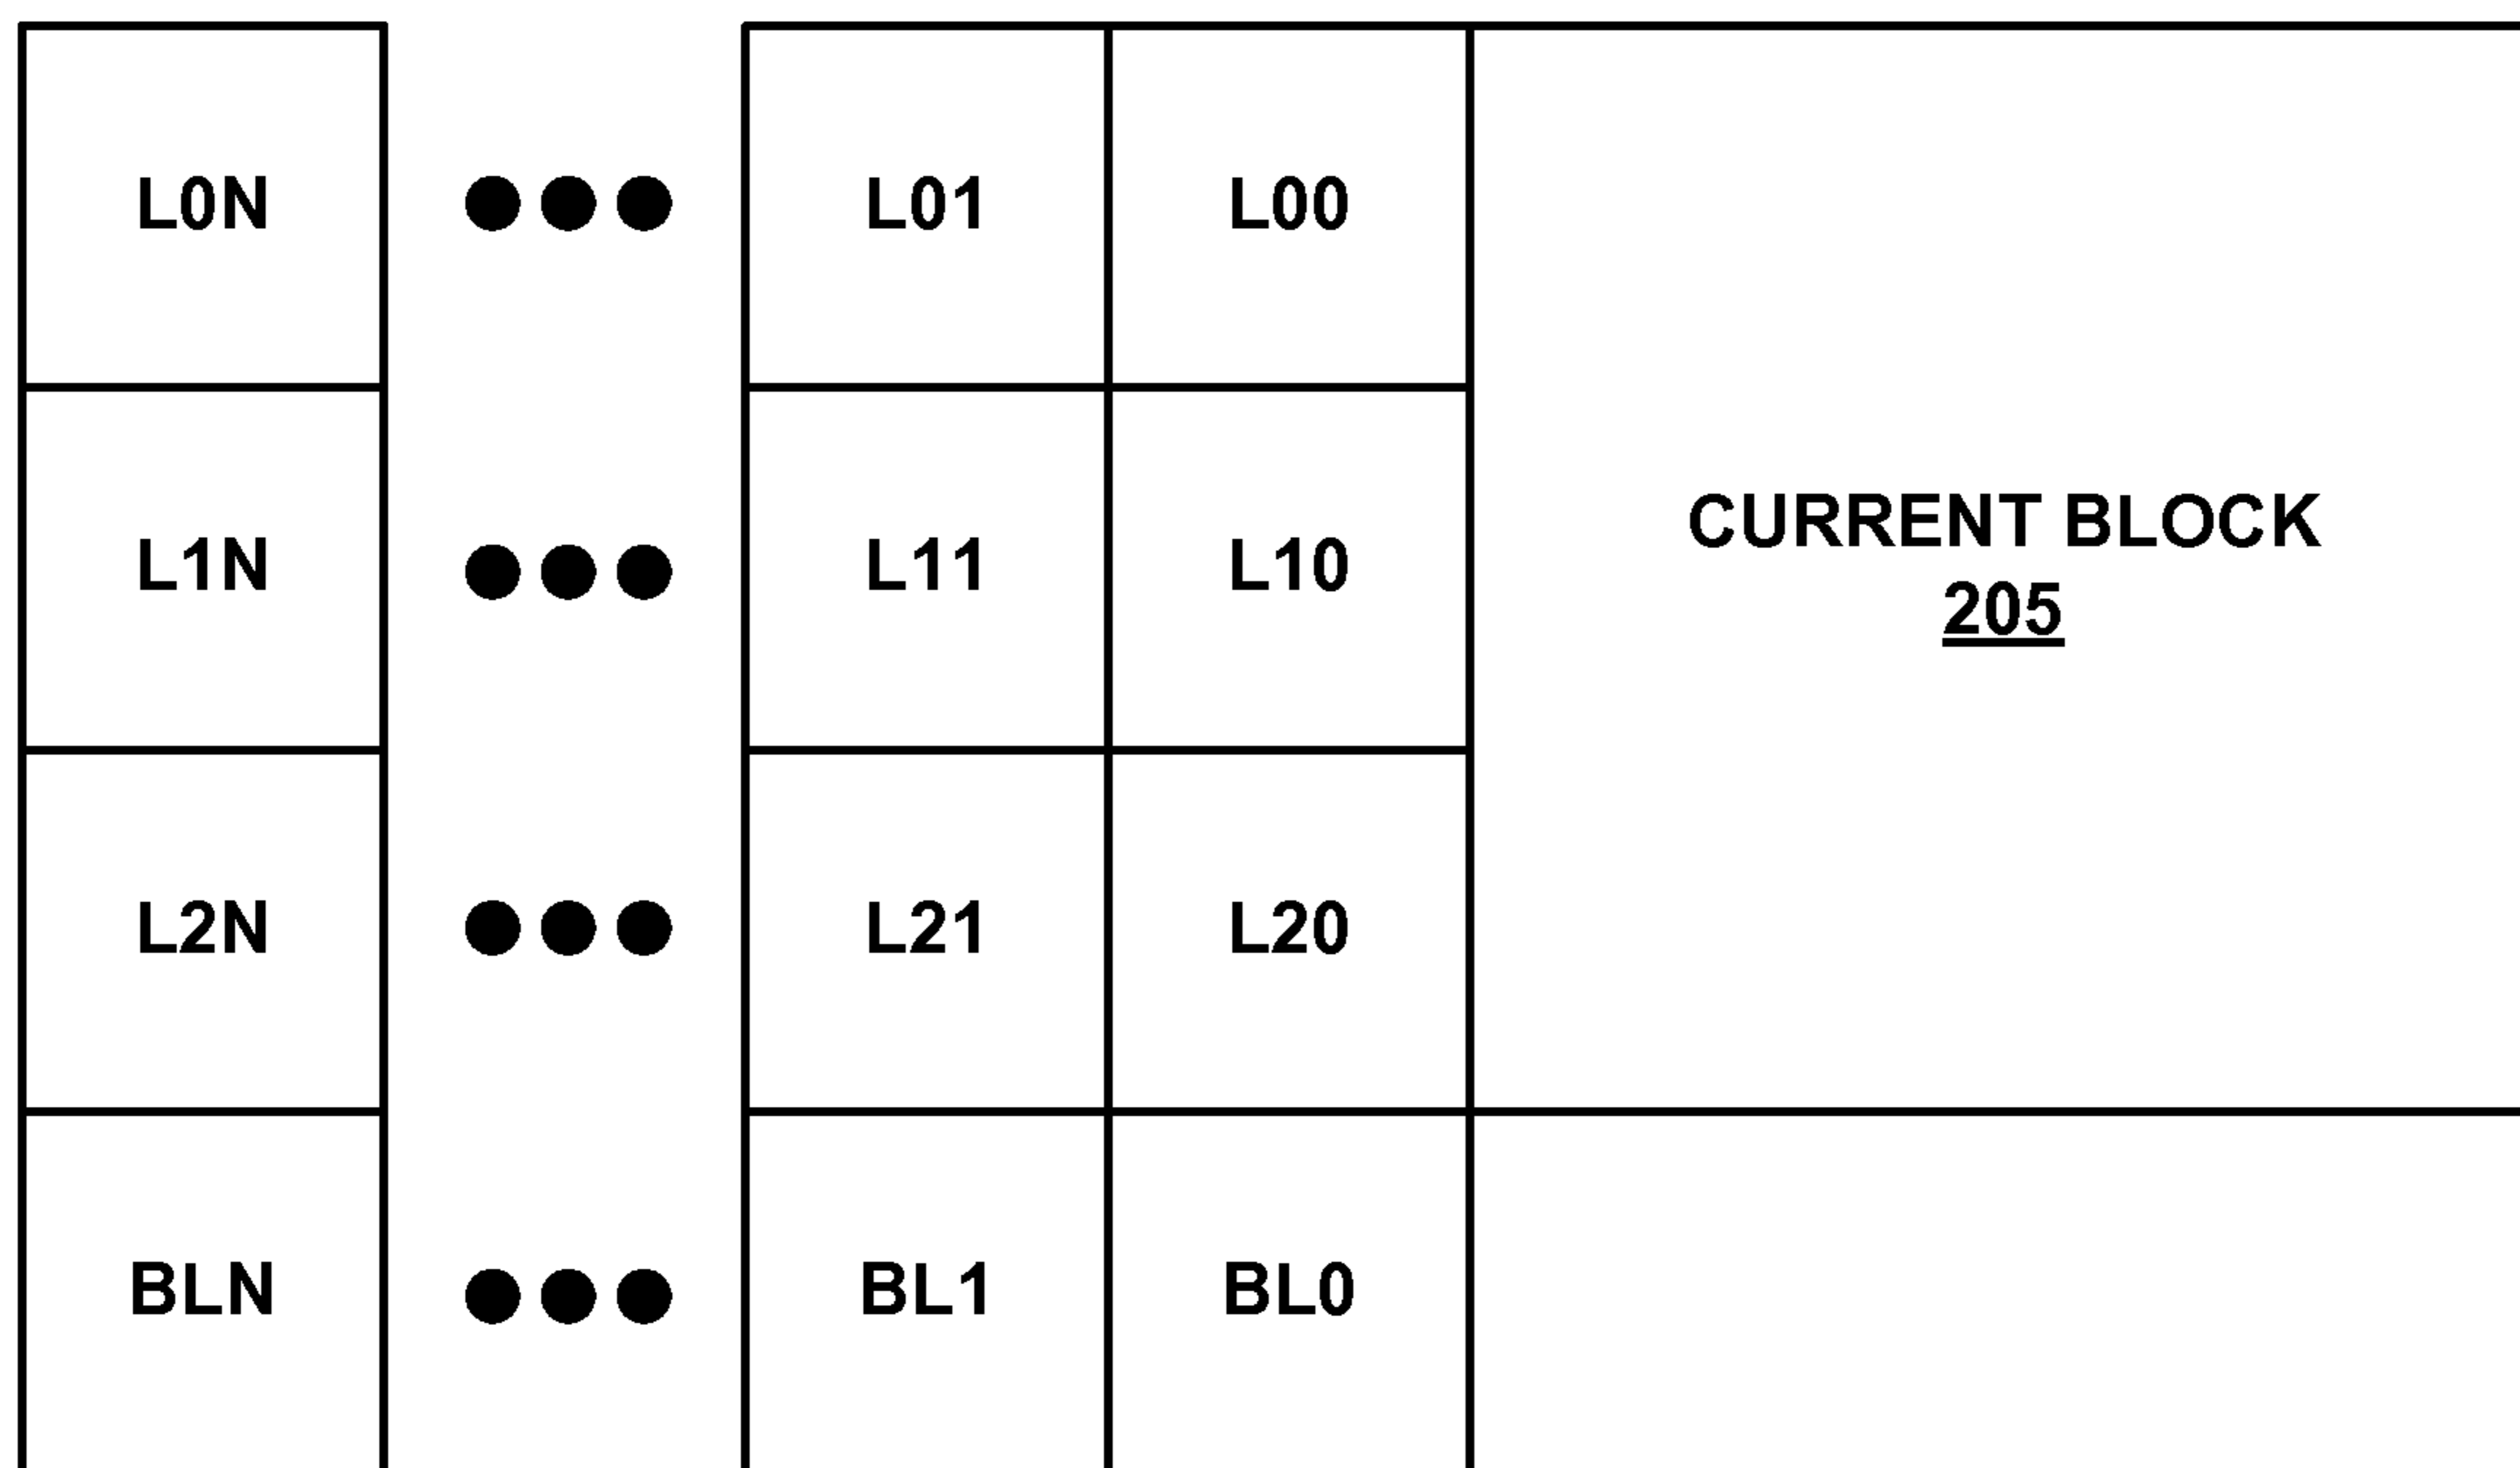 L0N L01 L00
L1N L11 L10
CURRENT BLOCK
205
L2N L21 L20
BLN BL1 BL0